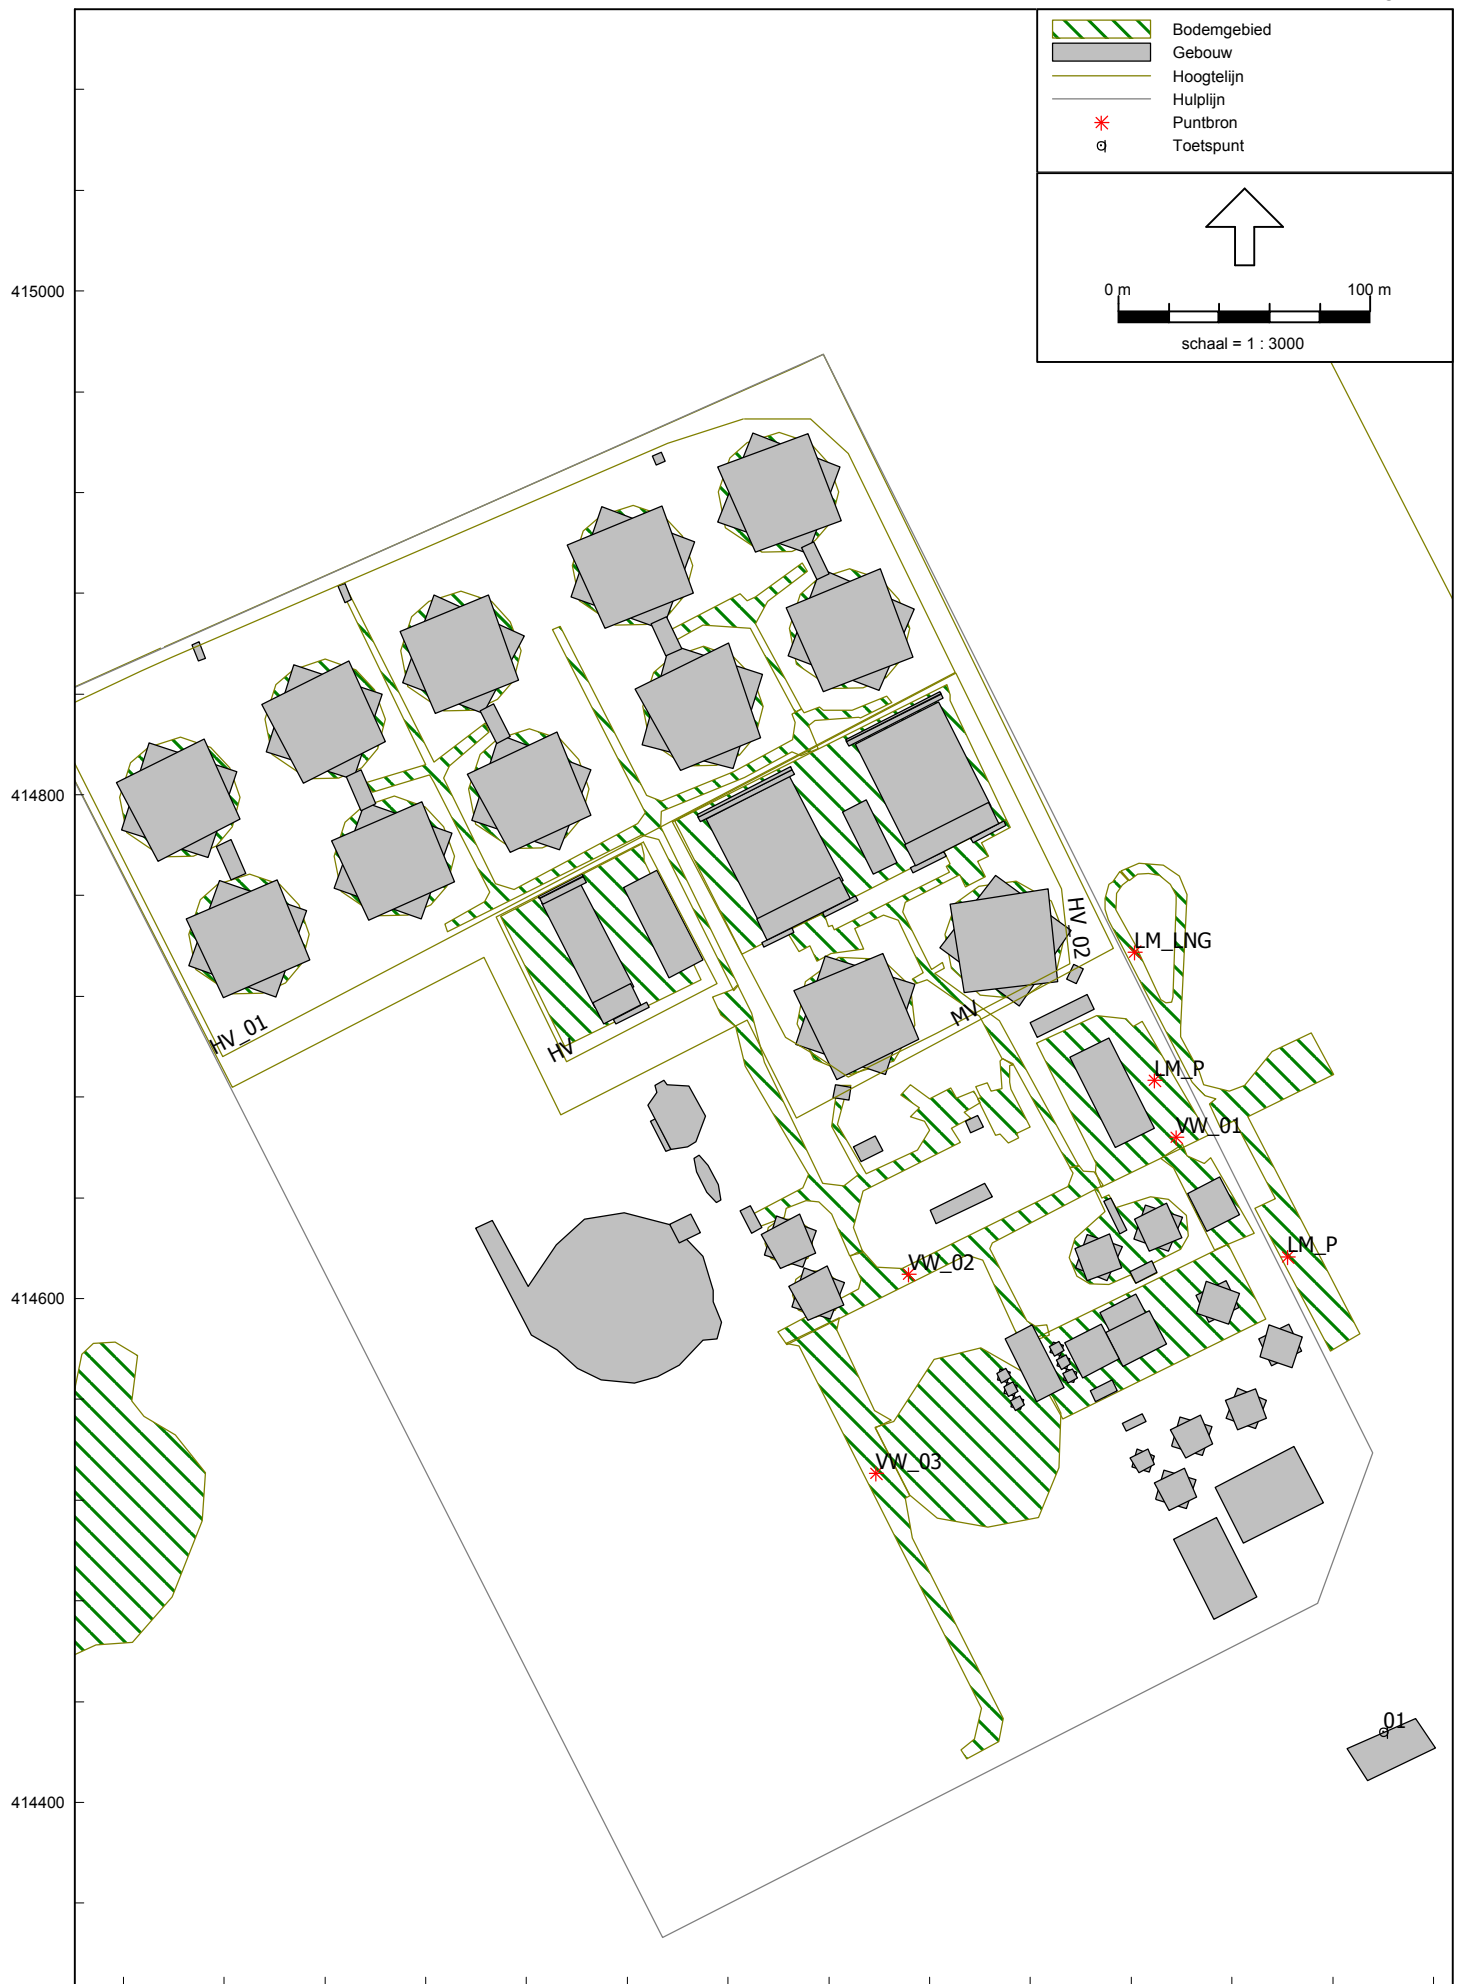 Bodemgebied
Gebouw
Hoogtelijn
Hulplijn
Puntbron
Toetspunt
0 m 100 m
schaal = 1 : 3000
415000
414800
HV_02
LM_LNG
HV_01
HV
MV
LM_P
VW_01
LM_P
VW_02
414600
VW_03
01
414400